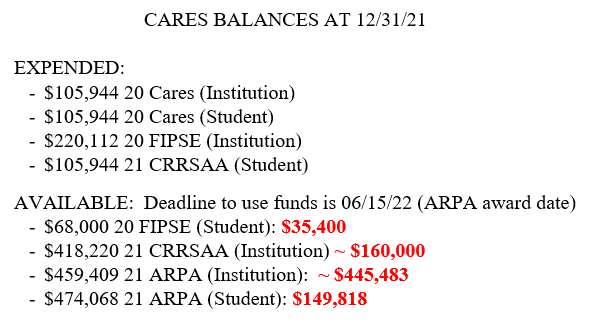 CARES BALANCES AT 12/31/21
EXPENDED:
- $105,944 20 Cares (Institution)
- $105,944 20 Cares (Student)
- $220,112 20 FIPSE (Institution)
- $105,944 21 CRRSAA (Student)
AVAILABLE: Deadline to use funds is 06/15/22 (ARPA award date)
- $68,000 20 FIPSE (Student): $35,400
- $418,220 21 CRRSAA (Institution) ~ $160,000
- $459,409 21 ARPA (Institution): ~ $445,483
- $474,068 21 ARPA (Student): $149,818